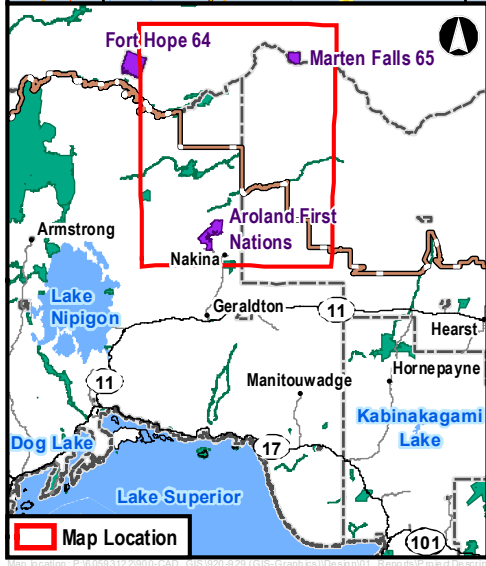 Fort Hope 64
Marten Falls 65
Aroland First
Nations
Armstrong
Nakina
Lake
Nipigon
Geraldton
11
Hearst
11
Manitouwadge
Hornepayne
Kabinakagami
Lake
Dog Lake
17
Lake Superior
Map Location
101